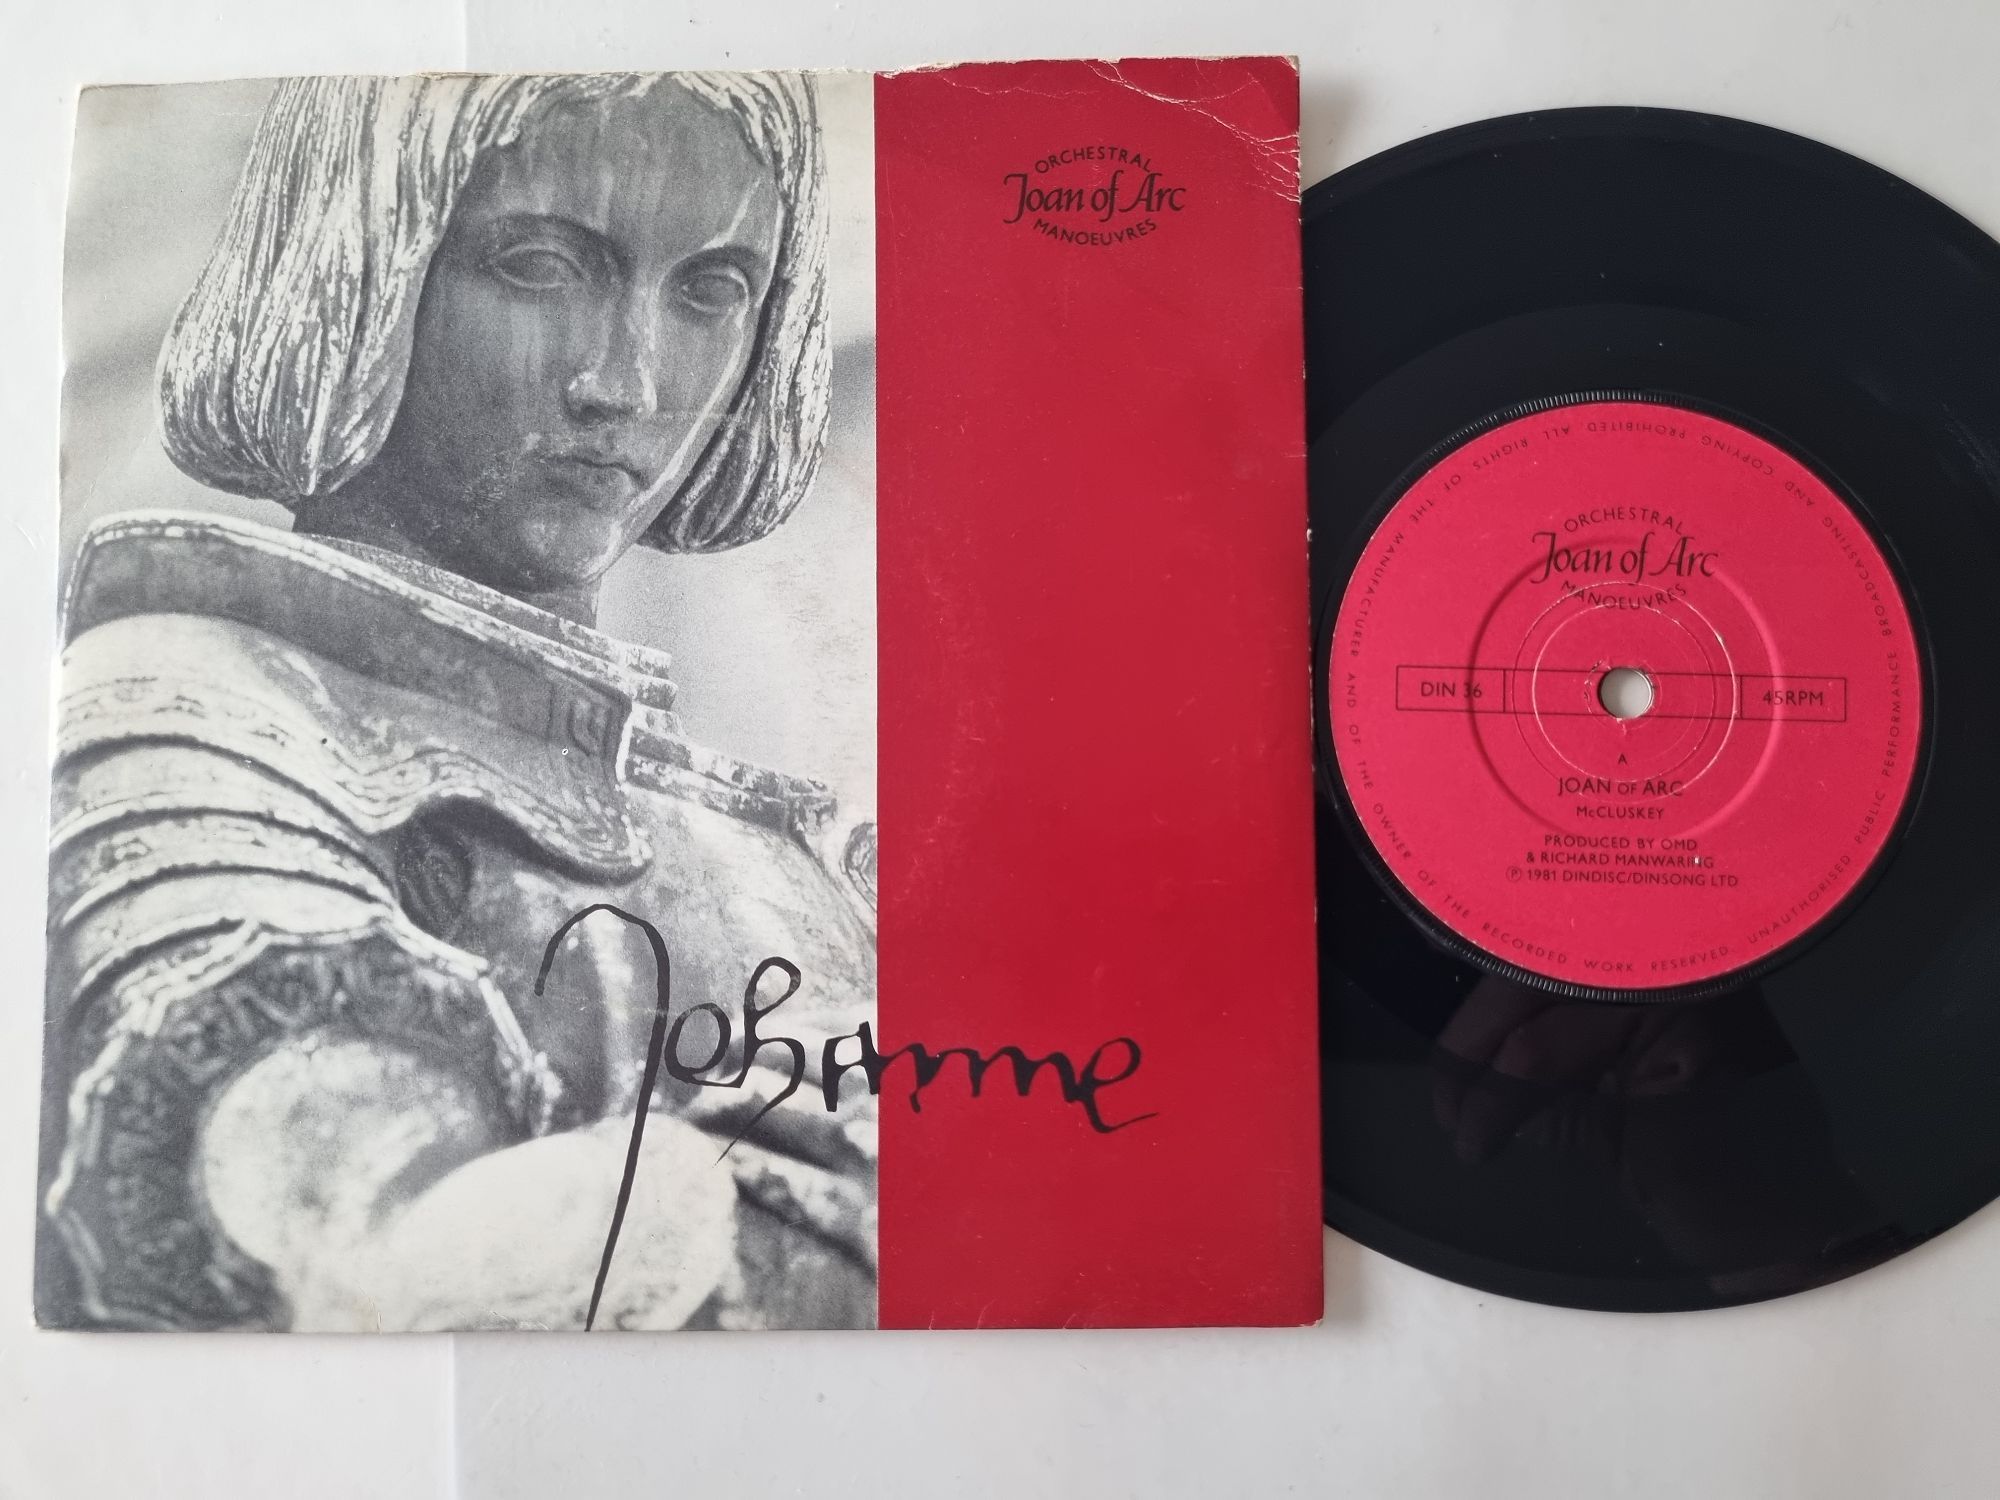 ORCHESTRAL
Joan of Arc
MANOEUVRES
Jehanne
BROADCASTING AND COPYING PROHIBITED. ALL RIGHTS OF THE MANUFACTURER AND OF THE OWNER OF THE RECORDED WORK RESERVED. UNAUTHORISED PUBLIC PERFORMANCE
ORCHESTRAL
Joan of Arc
MANOEUVRES
DIN 36
45RPM
A
JOAN OF ARC
McCLUSKEY
PRODUCED BY OMD
& RICHARD MANWARING
℗ 1981 DINDISC/DINSONG LTD